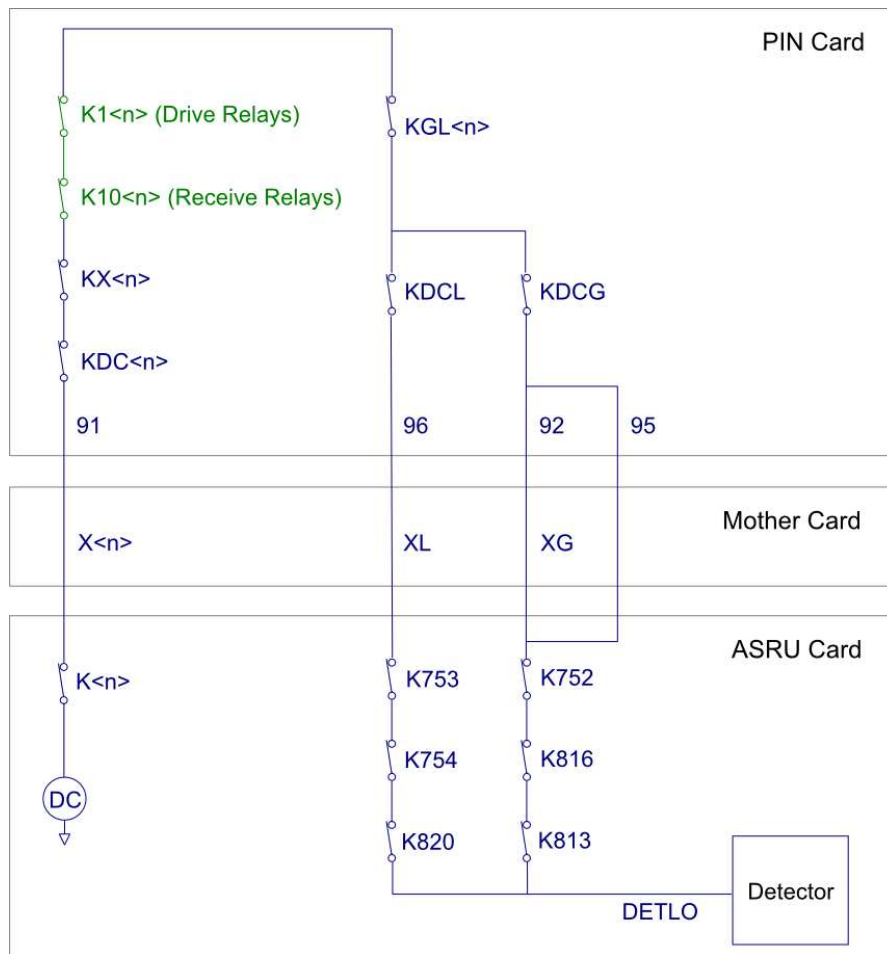 PIN Card
K1<n> (Drive Relays)
KGL<n>
K10<n> (Receive Relays)
KX<n>
KDCL
KDCG
KDC<n>
91
96
92
95
Mother Card
X<n>
XL
XG
ASRU Card
K<n>
K753
K752
K754
K816
DC
K820
K813
Detector
DETLO